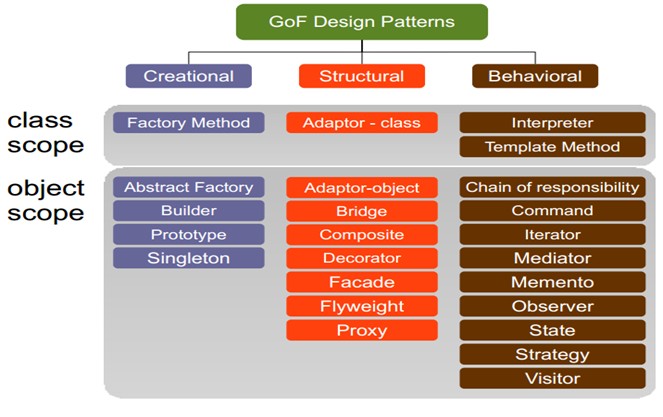 GoF Design Patterns
Creational
Structural
Behavioral
class
scope
Factory Method
Adaptor - class
Interpreter
Template Method
object
scope
Abstract Factory
Builder
Prototype
Singleton
Adaptor-object
Bridge
Composite
Decorator
Facade
Flyweight
Proxy
Chain of responsibility
Command
Iterator
Mediator
Memento
Observer
State
Strategy
Visitor